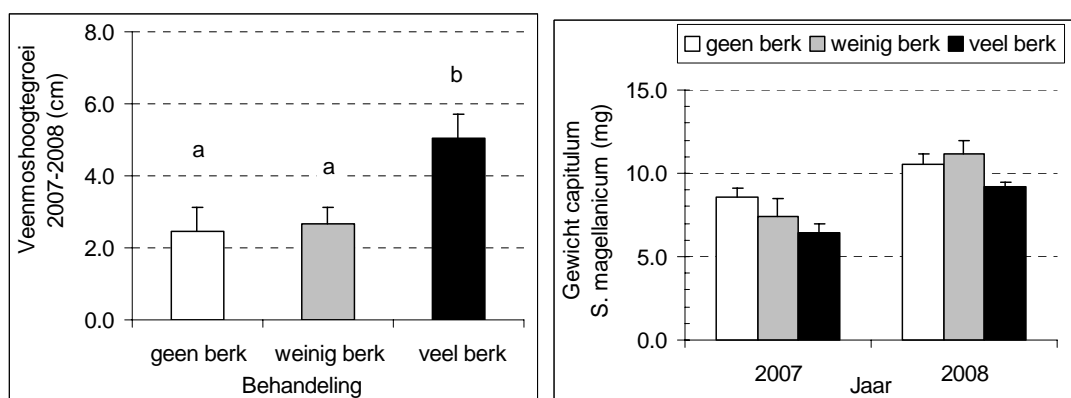 Veenmoshoogtegroei
2007-2008 (cm)
8.0
6.0
4.0
2.0
0.0
a
a
b
geen berk
weinig berk
veel berk
Behandeling
geen berk
weinig berk
veel berk
Gewicht capitulum
S. magellanicum (mg)
15.0
10.0
5.0
0.0
2007
2008
Jaar